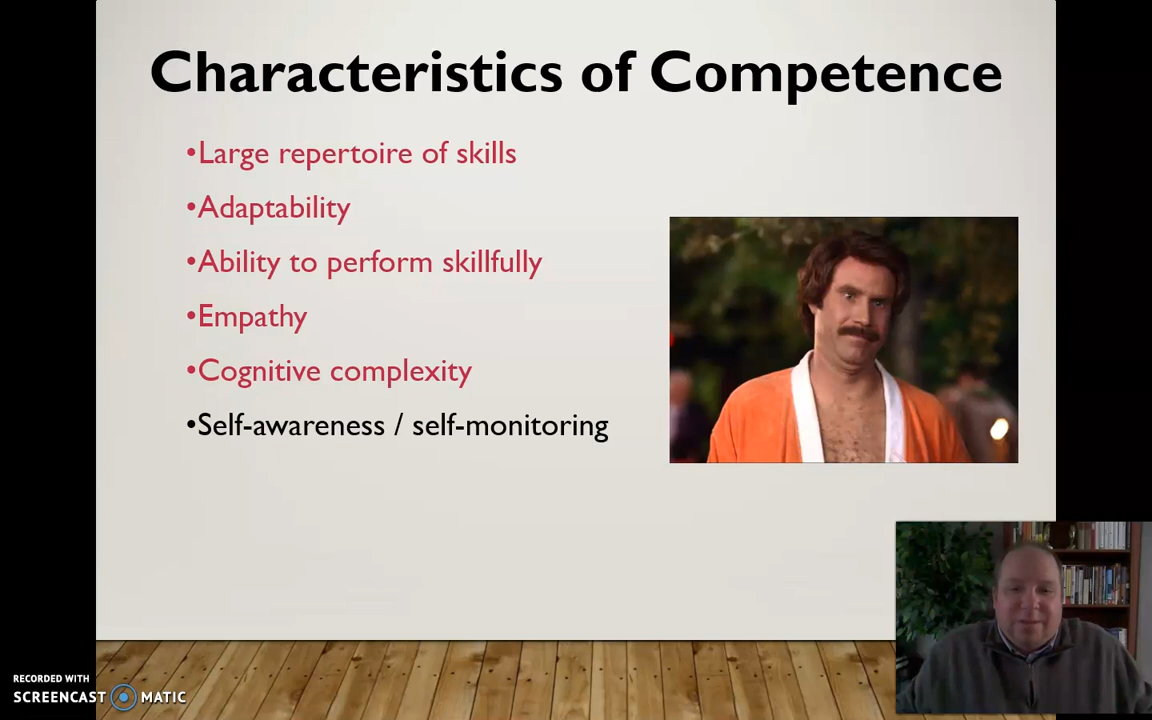 Characteristics of Competence
•Large repertoire of skills
•Adaptability
•Ability to perform skillfully
•Empathy
•Cognitive complexity
•Self-awareness / self-monitoring
RECORDED WITH
SCREENCAST MATIC